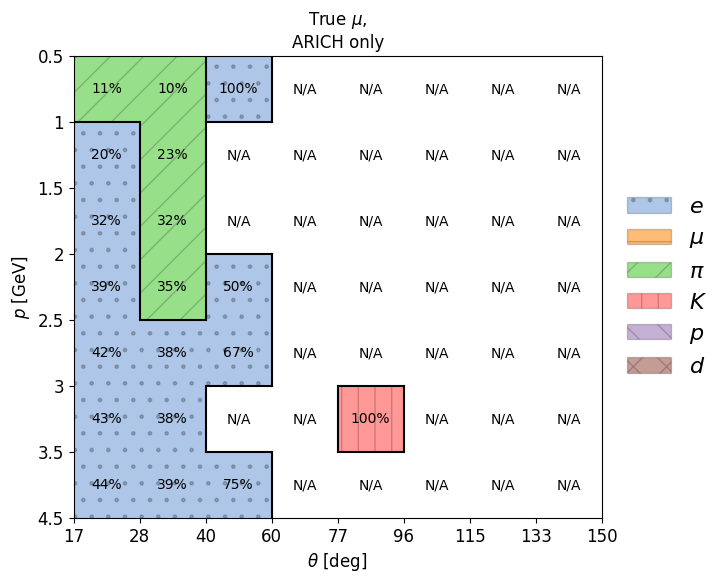 True μ,
ARICH only
0.5
11% 10% 100% N/A N/A N/A N/A N/A
1
20% 23% N/A N/A N/A N/A N/A N/A
1.5
32% 32% N/A N/A N/A N/A N/A N/A
2
39% 35% 50% N/A N/A N/A N/A N/A
2.5
42% 38% 67% N/A N/A N/A N/A N/A
3
43% 38% N/A N/A 100% N/A N/A N/A
3.5
44% 39% 75% N/A N/A N/A N/A N/A
4.5
17 28 40 60 77 96 115 133 150
θ [deg]
p [GeV]
e
μ
π
K
p
d